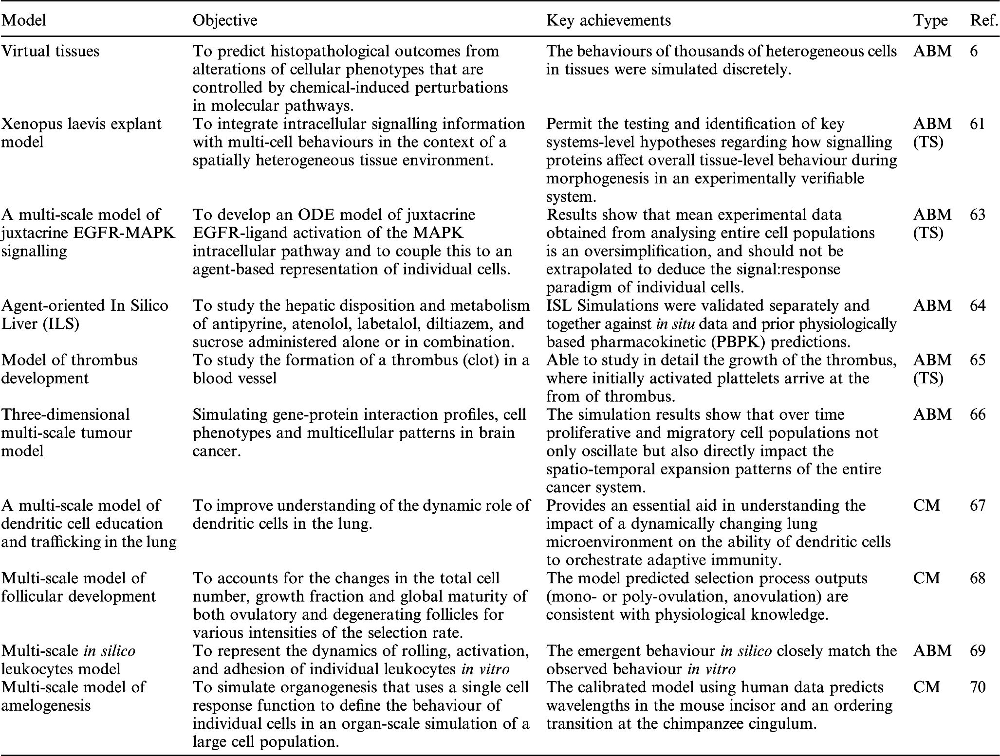 Model Objective Key achievements Type Ref.
Virtual tissues To predict histopathological outcomes from The behaviours of thousands of heterogeneous cells ABM 6
alterations of cellular phenotypes that are in tissues were simulated discretely.
controlled by chemical-induced perturbations
in molecular pathways.
Xenopus laevis explant To integrate intracellular signalling information Permit the testing and identification of key ABM 61
model with multi-cell behaviours in the context of a systems-level hypotheses regarding how signalling (TS)
spatially heterogeneous tissue environment. proteins affect overall tissue-level behaviour during
morphogenesis in an experimentally verifiable
system.
A multi-scale model of To develop an ODE model of juxtacrine Results show that mean experimental data ABM 63
juxtacrine EGFR-MAPK EGFR-ligand activation of the MAPK obtained from analysing entire cell populations (TS)
signalling intracellular pathway and to couple this to an is an oversimplification, and should not be
agent-based representation of individual cells. extrapolated to deduce the signal:response
paradigm of individual cells.
Agent-oriented In Silico To study the hepatic disposition and metabolism ISL Simulations were validated separately and ABM 64
Liver (ILS) of antipyrine, atenolol, labetalol, diltiazem, and together against in situ data and prior physiologically
sucrose administered alone or in combination. based pharmacokinetic (PBPK) predictions.
Model of thrombus To study the formation of a thrombus (clot) in a Able to study in detail the growth of the thrombus, ABM 65
development blood vessel where initially activated plattelets arrive at the (TS)
from of thrombus.
Three-dimensional Simulating gene-protein interaction profiles, cell The simulation results show that over time ABM 66
multi-scale tumour phenotypes and multicellular patterns in brain proliferative and migratory cell populations not
model cancer. only oscillate but also directly impact the
spatio-temporal expansion patterns of the entire
cancer system.
A multi-scale model of To improve understanding of the dynamic role of Provides an essential aid in understanding the CM 67
dendritic cell education dendritic cells in the lung. impact of a dynamically changing lung
and trafficking in the lung microenvironment on the ability of dendritic cells
to orchestrate adaptive immunity.
Multi-scale model of To accounts for the changes in the total cell The model predicted selection process outputs CM 68
follicular development number, growth fraction and global maturity of (mono- or poly-ovulation, anovulation) are
both ovulatory and degenerating follicles for consistent with physiological knowledge.
various intensities of the selection rate.
Multi-scale in silico To represent the dynamics of rolling, activation, The emergent behaviour in silico closely match the ABM 69
leukocytes model and adhesion of individual leukocytes in vitro observed behaviour in vitro
Multi-scale model of To simulate organogenesis that uses a single cell The calibrated model using human data predicts CM 70
amelogenesis response function to define the behaviour of wavelengths in the mouse incisor and an ordering
individual cells in an organ-scale simulation of a transition at the chimpanzee cingulum.
large cell population.